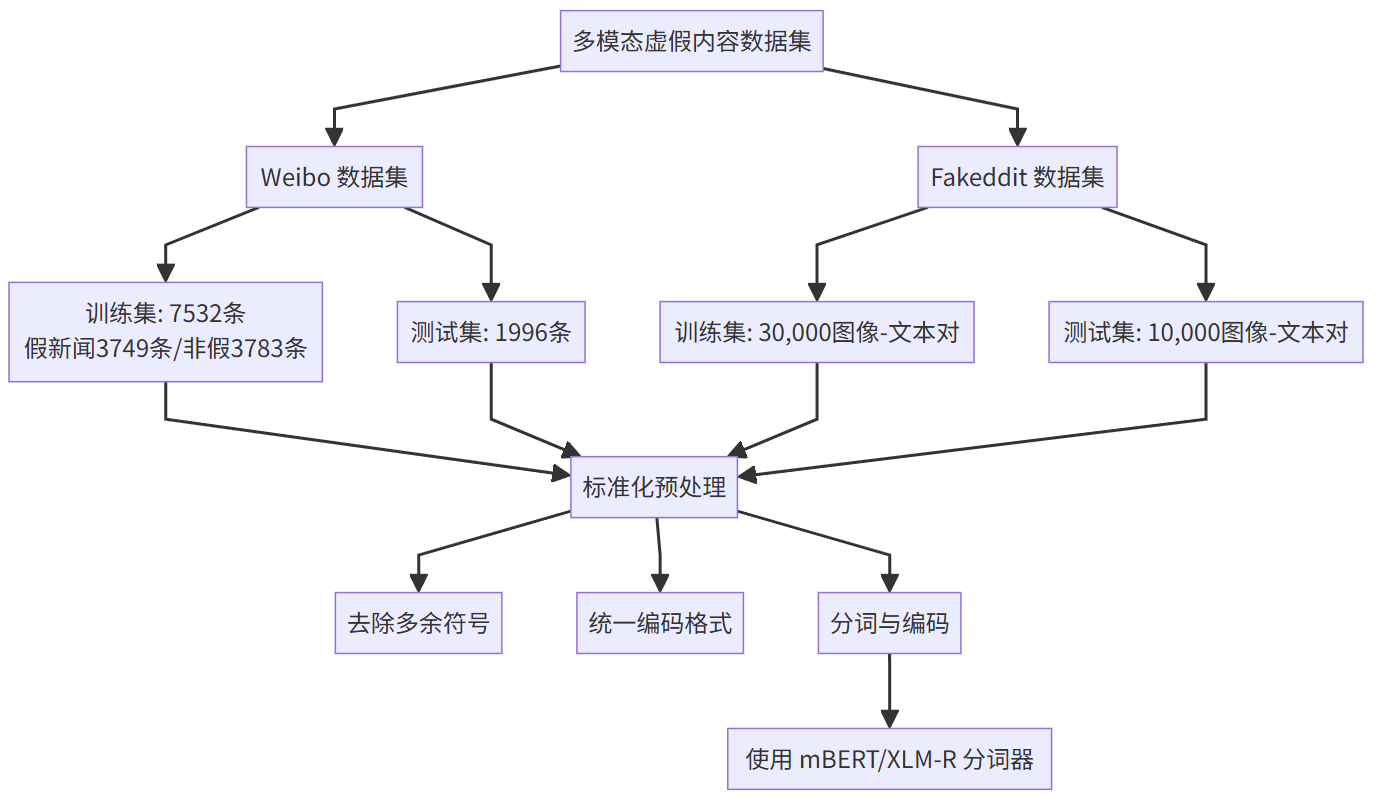 多模态虚假内容数据集
Weibo 数据集
Fakeddit 数据集
训练集: 7532条
假新闻3749条/非假3783条
测试集: 1996条
训练集: 30,000图像-文本对
测试集: 10,000图像-文本对
标准化预处理
去除多余符号
统一编码格式
分词与编码
使用 mBERT/XLM-R 分词器